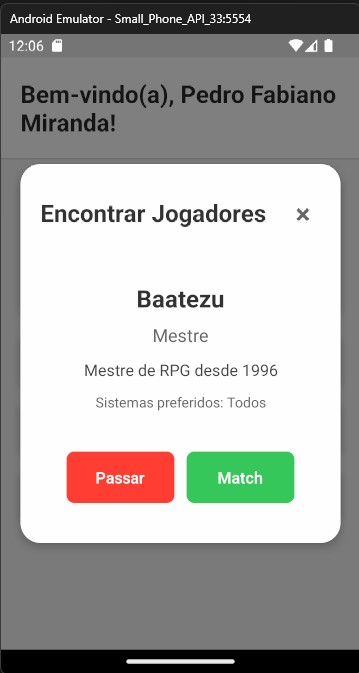 Android Emulator - Small_Phone_API_33:5554
12:06
Bem-vindo(a), Pedro Fabiano
Miranda!
Encontrar Jogadores ×
Baatezu
Mestre
Mestre de RPG desde 1996
Sistemas preferidos: Todos
Passar Match